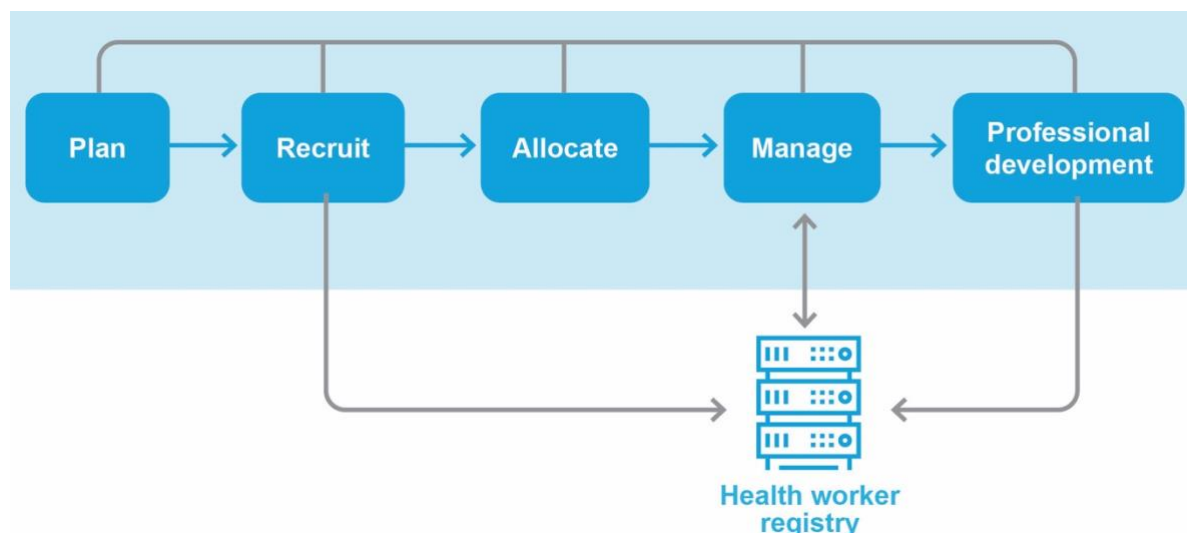 Plan
Recruit
Allocate
Manage
Professional
development
Health worker
registry